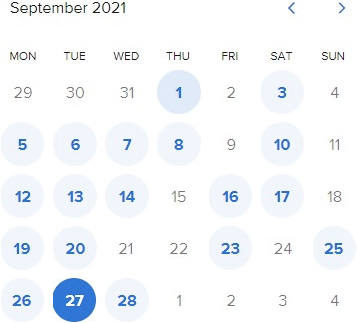 September 2021
MON TUE WED THU FRI SAT SUN
29 30 31 1 2 3 4
5 6 7 8 9 10 11
12 13 14 15 16 17 18
19 20 21 22 23 24 25
26 27 28 1 2 3 4